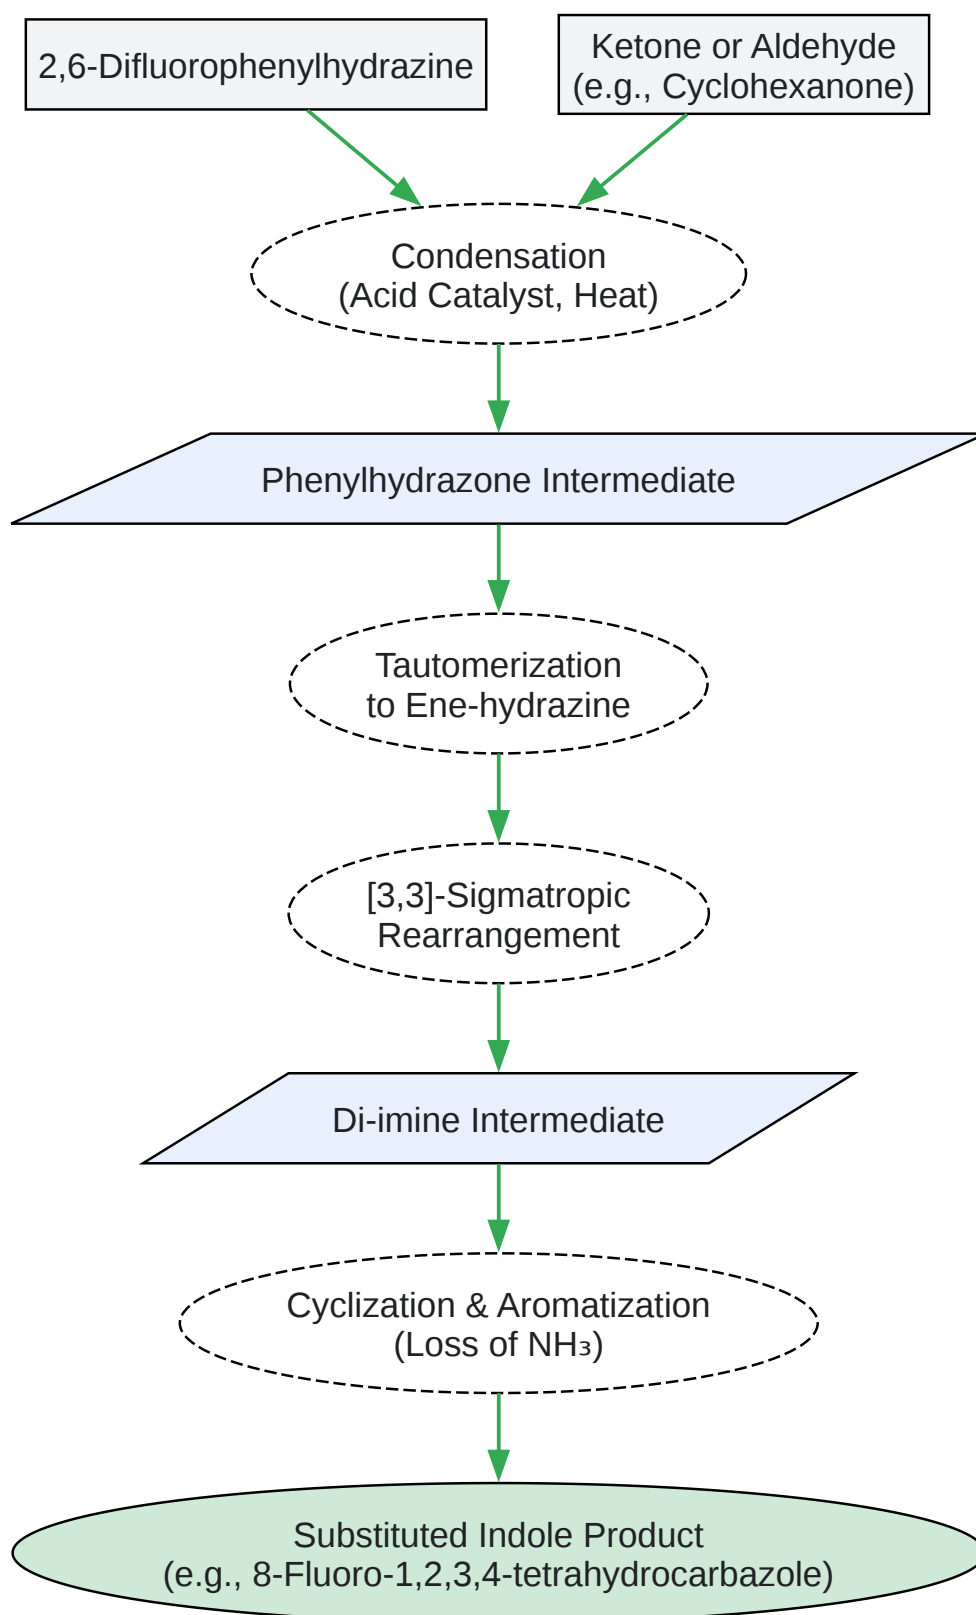 2,6-Difluorophenylhydrazine
Ketone or Aldehyde
(e.g., Cyclohexanone)
Condensation
(Acid Catalyst, Heat)
Phenylhydrazone Intermediate
Tautomerization
to Ene-hydrazine
[3,3]-Sigmatropic
Rearrangement
Di-imine Intermediate
Cyclization & Aromatization
(Loss of NH₃)
Substituted Indole Product
(e.g., 8-Fluoro-1,2,3,4-tetrahydrocarbazole)